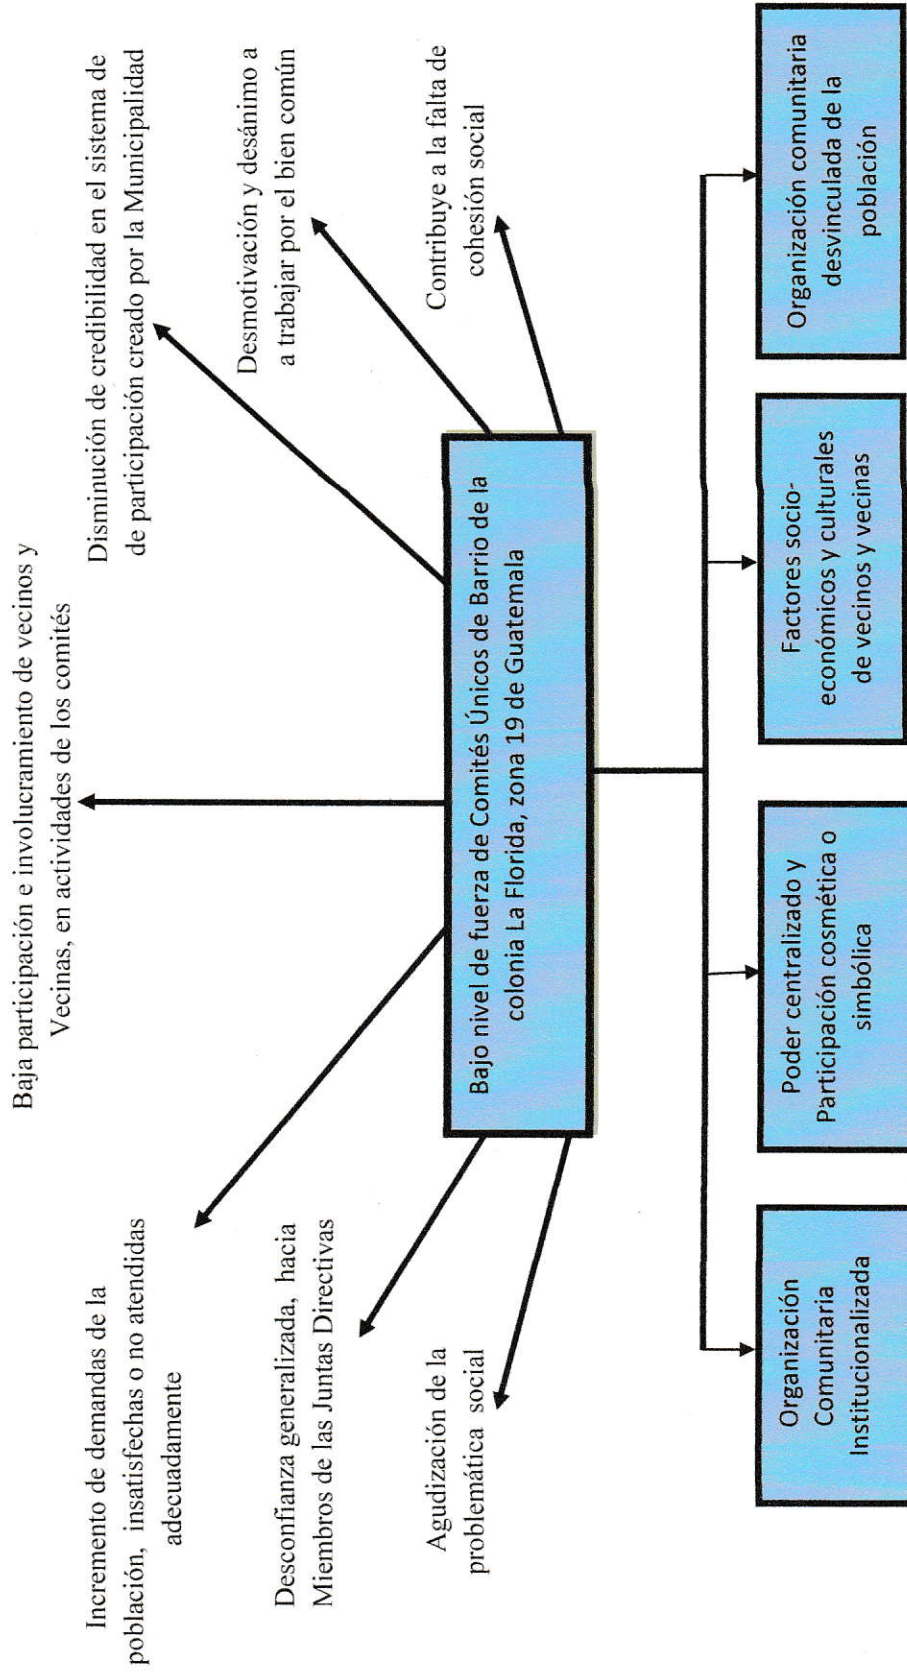 Baja participación e involucramiento de vecinos y
Vecinas, en actividades de los comités
Incremento de demandas de la
población, insatisfechas o no atendidas
adecuadamente
Disminución de credibilidad en el sistema de
de participación creado por la Municipalidad
Desconfianza generalizada, hacia
Miembros de las Juntas Directivas
Desmotivación y desánimo a
a trabajar por el bien común
Agudización de la
problemática social
Contribuye a la falta de
cohesión social
Bajo nivel de fuerza de Comités Únicos de Barrio de la
colonia La Florida, zona 19 de Guatemala
Organización
Comunitaria
Institucionalizada
Poder centralizado y
Participación cosmética o
simbólica
Factores socio-
económicos y culturales
de vecinos y vecinas
Organización comunitaria
desvinculada de la
población